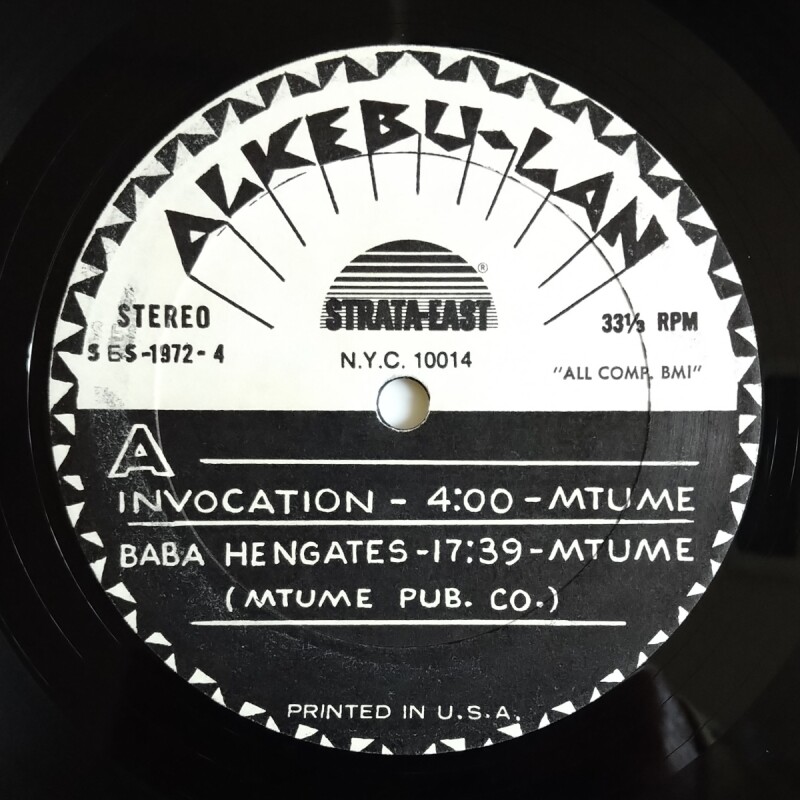 ALKEBU-LAN
®
STRATA-EAST
STEREO
33⅓ RPM
SES-1972-4
N.Y.C. 10014
"ALL COMP. BMI"
A
INVOCATION - 4:00 - MTUME
BABA HENGATES - 17:39 - MTUME
(MTUME PUB. CO.)
PRINTED IN U.S.A.